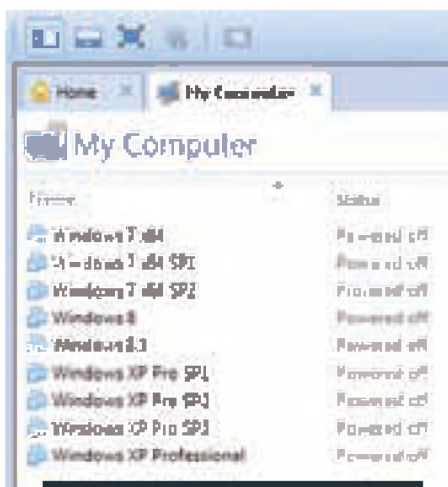 Home My Computer
My Computer
Name Status
Windows 7 x64 Powered off
Windows 7 x64 SP1 Powered off
Windows 7 x64 SP2 Powered off
Windows 8 Powered off
Windows 8.1 Powered off
Windows XP Pro SP1 Powered off
Windows XP Pro SP2 Powered off
Windows XP Pro SP3 Powered off
Windows XP Professional Powered off